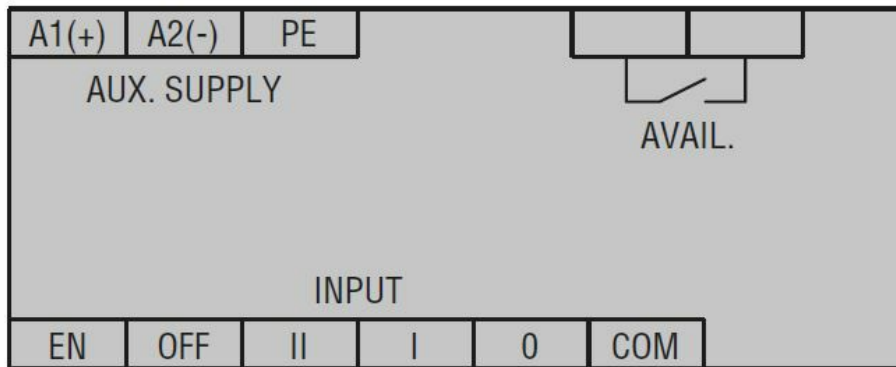 A1(+) A2(-) PE
AUX. SUPPLY
AVAIL.
INPUT
EN OFF II I 0 COM